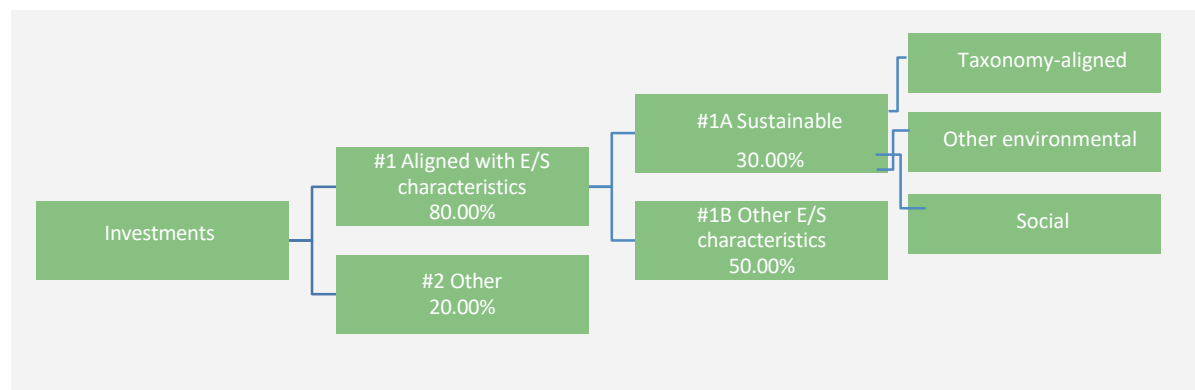 Investments
#1 Aligned with E/S
characteristics
80.00%
#2 Other
20.00%
#1A Sustainable
30.00%
#1B Other E/S
characteristics
50.00%
Taxonomy-aligned
Other environmental
Social